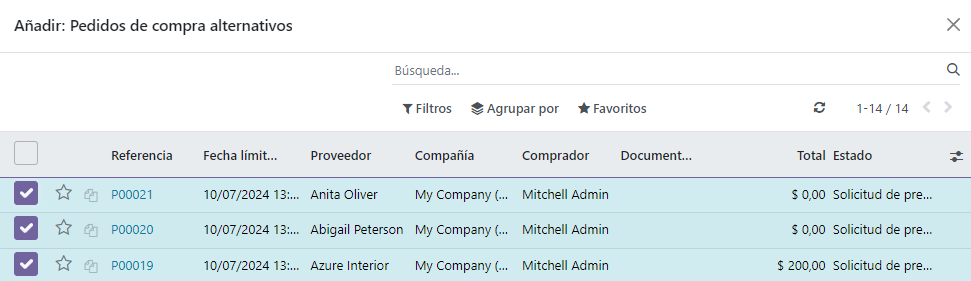 Añadir: Pedidos de compra alternativos
Búsqueda...
Filtros Agrupar por Favoritos 1-14 / 14
Referencia Fecha límit... Proveedor Compañía Comprador Document... Total Estado
P00021 10/07/2024 13:... Anita Oliver My Company (... Mitchell Admin $ 0,00 Solicitud de pre...
P00020 10/07/2024 13:... Abigail Peterson My Company (... Mitchell Admin $ 0,00 Solicitud de pre...
P00019 10/07/2024 13:... Azure Interior My Company (... Mitchell Admin $ 200,00 Solicitud de pre...